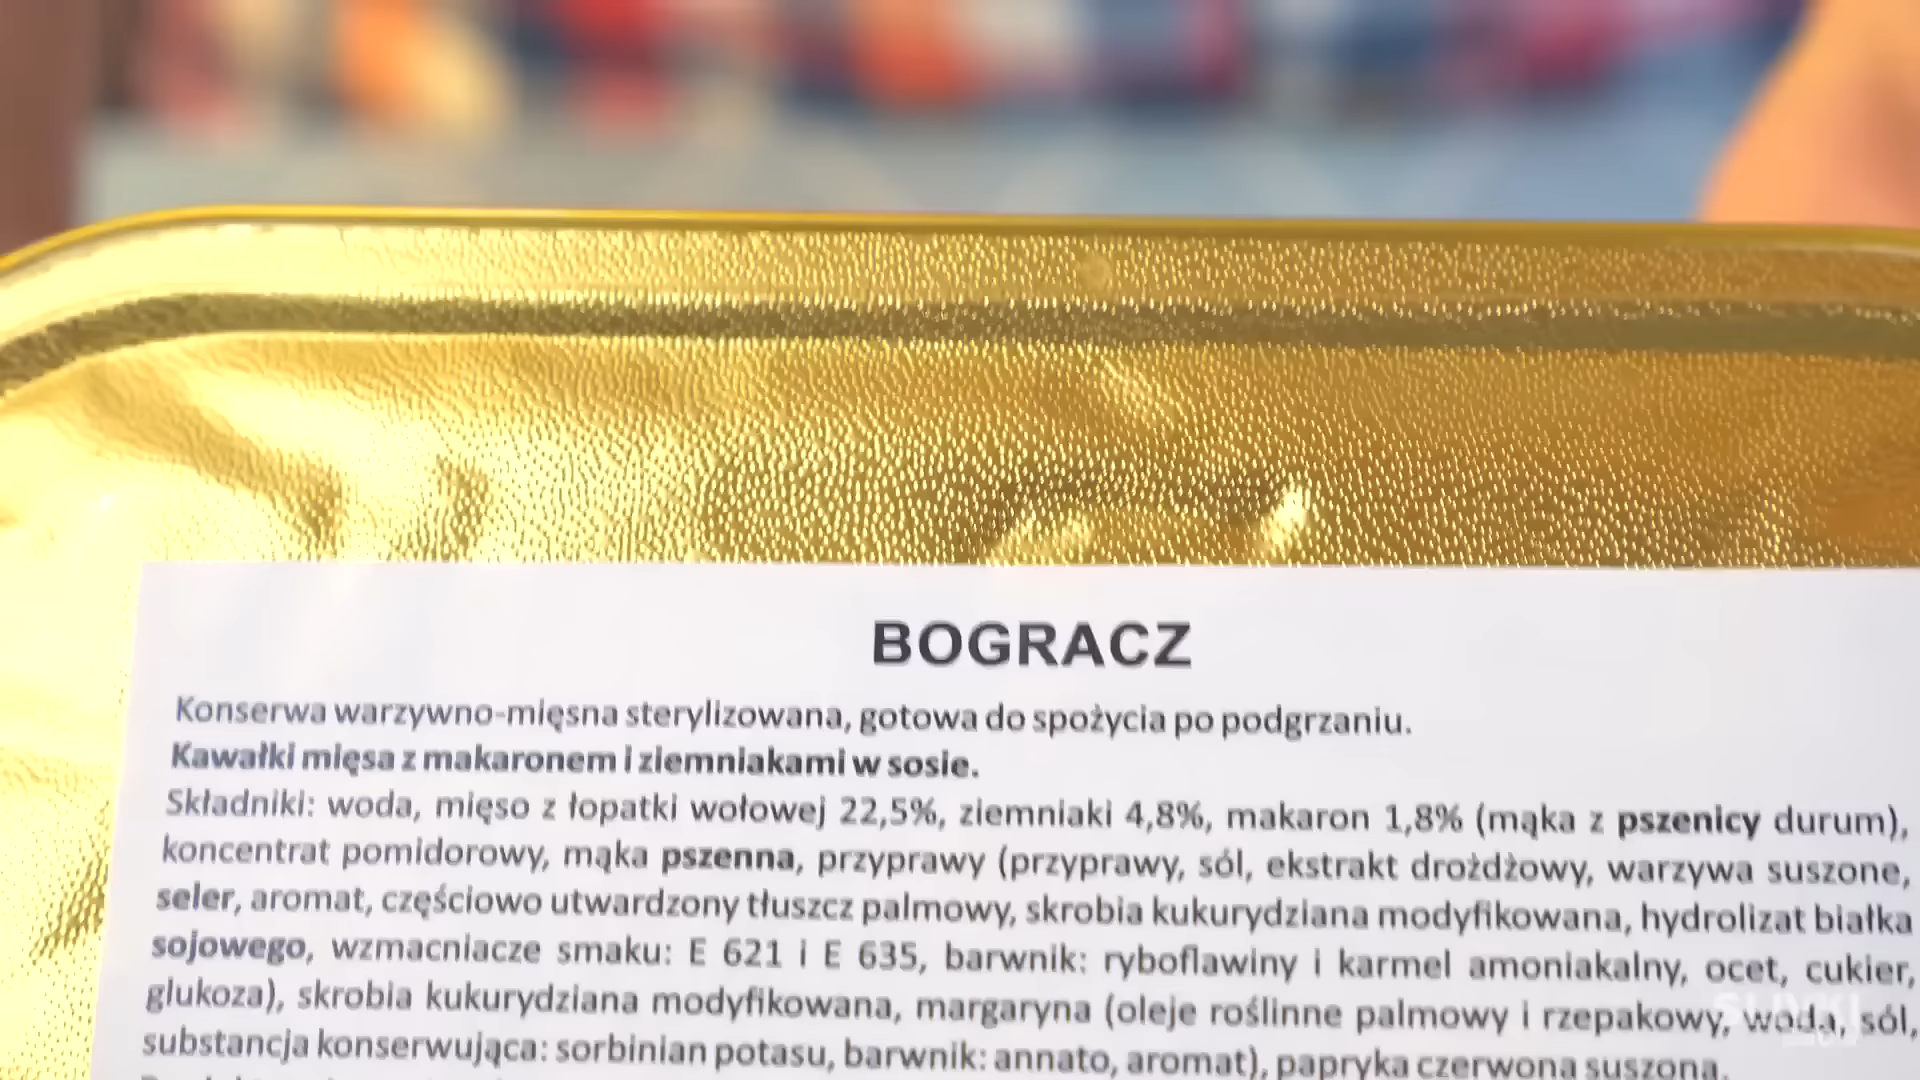 BOGRACZ
Konserwa warzywno-mięsna sterylizowana, gotowa do spożycia po podgrzaniu.
Kawałki mięsa z makaronem i ziemniakami w sosie.
Składniki: woda, mięso z łopatki wołowej 22,5%, ziemniaki 4,8%, makaron 1,8% (mąka z pszenicy durum),
koncentrat pomidorowy, mąka pszenna, przyprawy (przyprawy, sól, ekstrakt drożdżowy, warzywa suszone,
seler, aromat, częściowo utwardzony tłuszcz palmowy, skrobia kukurydziana modyfikowana, hydrolizat białka
sojowego, wzmacniacze smaku: E 621 i E 635, barwnik: ryboflawiny i karmel amoniakalny, ocet, cukier,
glukoza), skrobia kukurydziana modyfikowana, margaryna (oleje roślinne palmowy i rzepakowy, woda, sól,
substancja konserwująca: sorbinian potasu, barwnik: annato, aromat), papryka czerwona suszona.